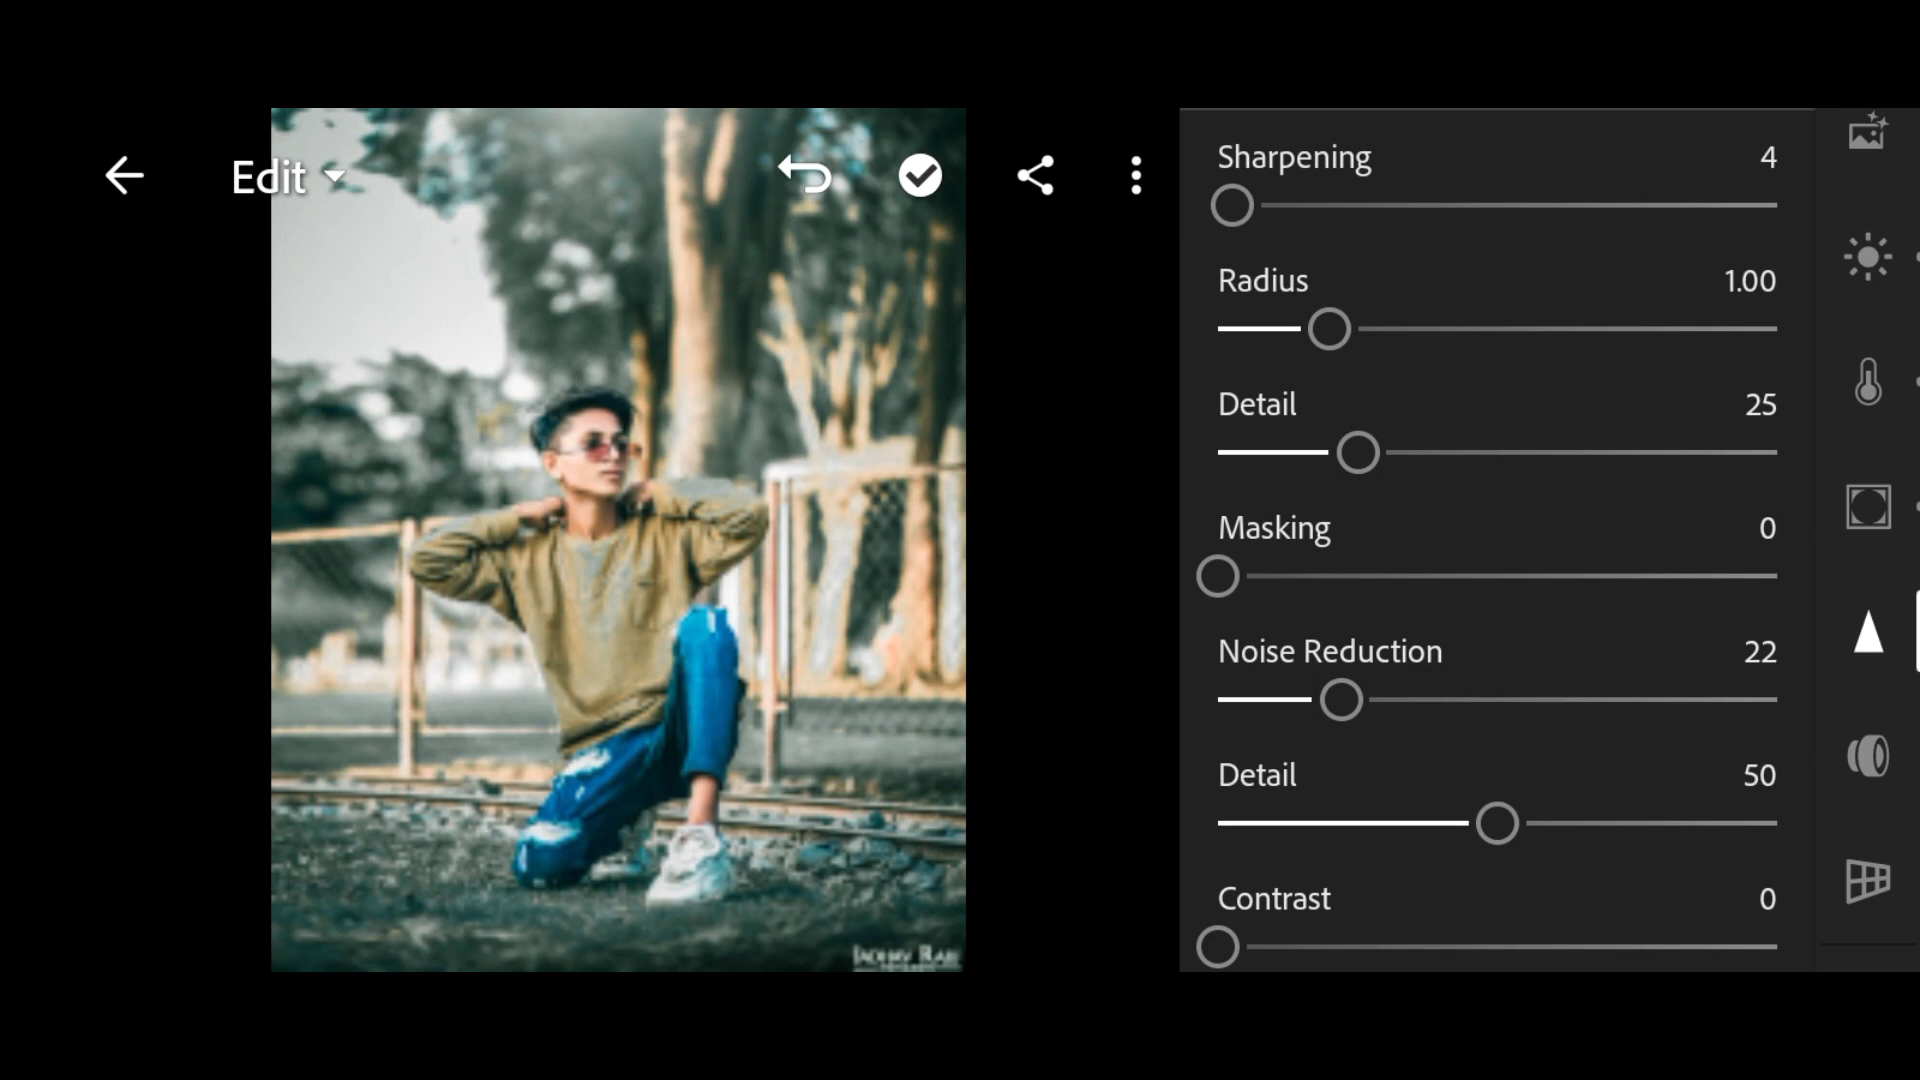 Edit
Sharpening 4
Radius 1.00
Detail 25
Masking 0
Noise Reduction 22
Detail 50
Contrast 0